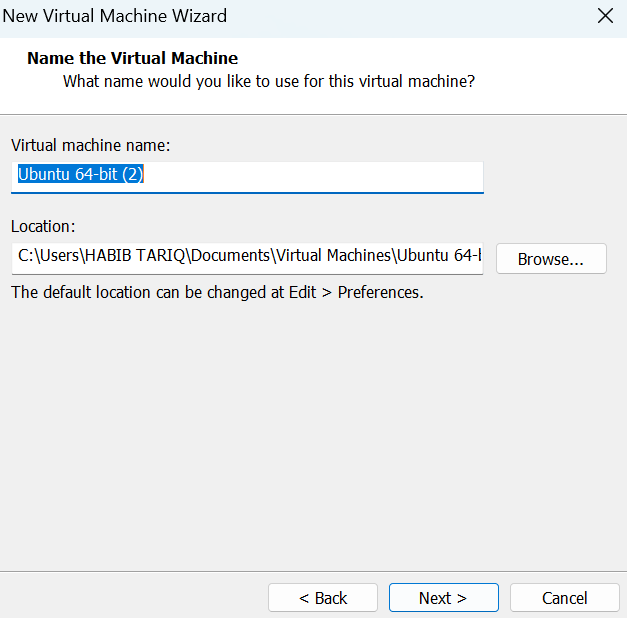 New Virtual Machine Wizard
Name the Virtual Machine
What name would you like to use for this virtual machine?
Virtual machine name:
Ubuntu 64-bit (2)
Location:
C:\Users\HABIB TARIQ\Documents\Virtual Machines\Ubuntu 64-b
Browse...
The default location can be changed at Edit > Preferences.
< Back
Next >
Cancel